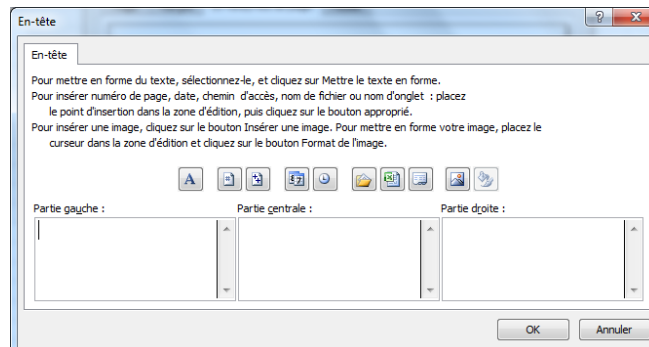 En-tête
En-tête
Pour mettre en forme du texte, sélectionnez-le, et cliquez sur Mettre le texte en forme.
Pour insérer numéro de page, date, chemin d'accès, nom de fichier ou nom d'onglet : placez
le point d'insertion dans la zone d'édition, puis cliquez sur le bouton approprié.
Pour insérer une image, cliquez sur le bouton Insérer une image. Pour mettre en forme votre image, placez le
curseur dans la zone d'édition et cliquez sur le bouton Format de l'image.
A
Partie gauche : Partie centrale : Partie droite :
OK Annuler